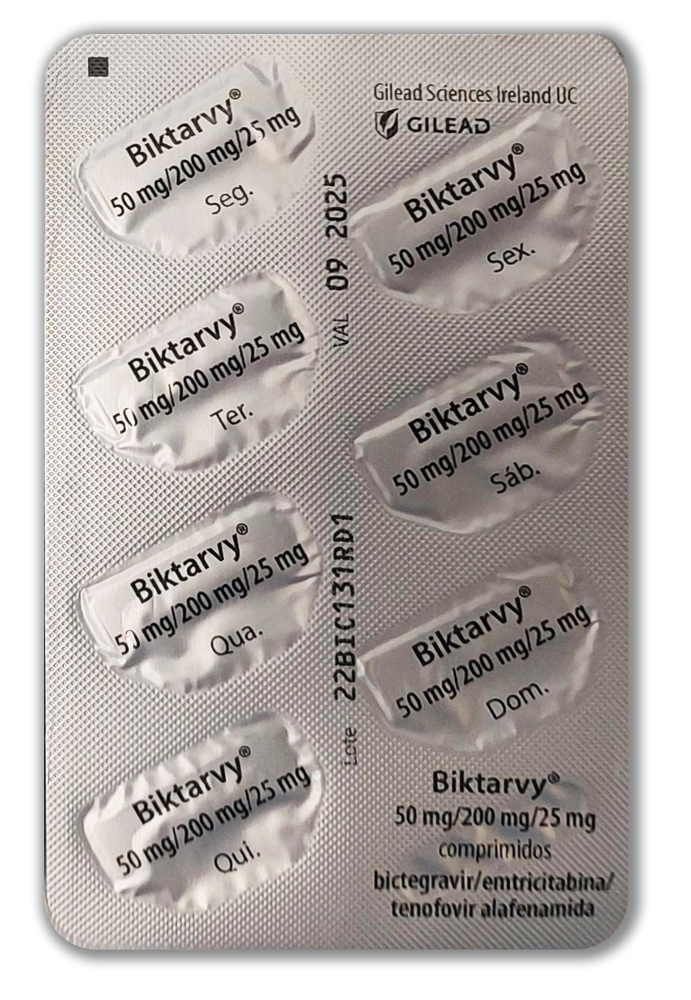 Biktarvy®
50 mg/200 mg/25 mg
Seg.
Biktarvy®
50 mg/200 mg/25 mg
Ter.
Biktarvy®
50 mg/200 mg/25 mg
Qua.
Biktarvy®
50 mg/200 mg/25 mg
Qui.
VAL 09 2025
Lote 22BIC131RD1
Gilead Sciences Ireland UC
GILEAD
Biktarvy®
50 mg/200 mg/25 mg
Sex.
Biktarvy®
50 mg/200 mg/25 mg
Sáb.
Biktarvy®
50 mg/200 mg/25 mg
Dom.
Biktarvy®
50 mg/200 mg/25 mg
comprimidos
bictegravir/emtricitabina/
tenofovir alafenamida